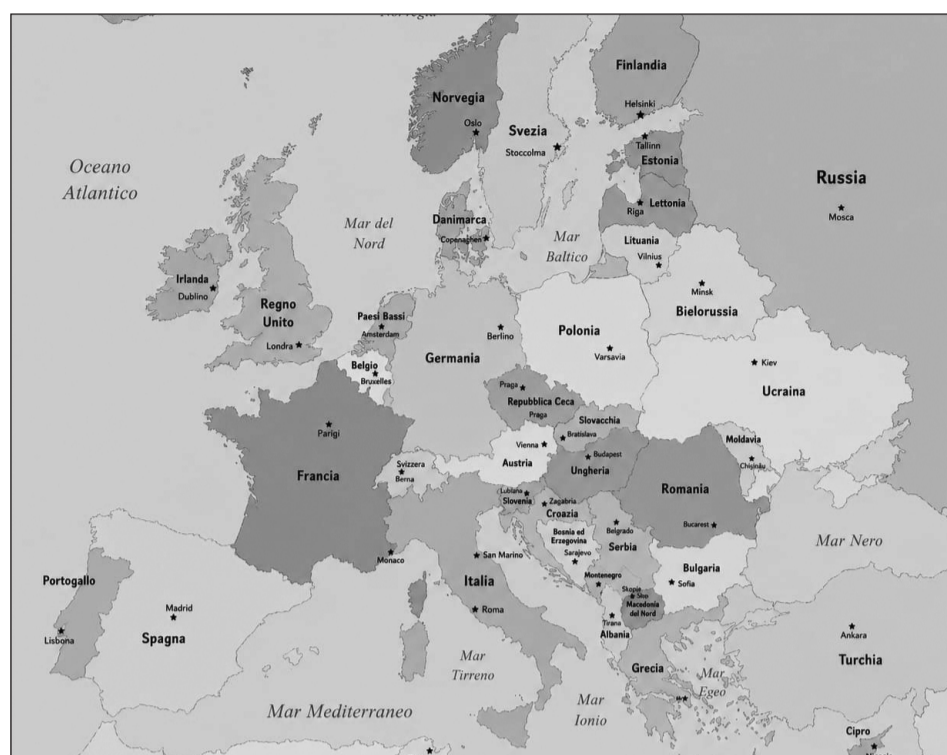 Norvegia
Finlandia
Helsinki
Norvegia
Oslo
Svezia
Stoccolma
Tallinn
Estonia
Oceano
Atlantico
Russia
Mosca
Riga
Lettonia
Danimarca
Copenaghen
Mar del
Nord
Mar
Baltico
Lituania
Vilnius
Irlanda
Dublino
Minsk
Bielorussia
Regno
Unito
Londra
Paesi Bassi
Amsterdam
Berlino
Germania
Polonia
Varsavia
Belgio
Bruxelles
Kiev
Ucraina
Praga
Repubblica Ceca
Praga
Parigi
Slovacchia
Bratislava
Vienna
Austria
Budapest
Ungheria
Moldavia
Chișinău
Francia
Svizzera
Berna
Lubiana
Slovenia
Zagabria
Croazia
Romania
Bucarest
Bosnia ed
Erzegovina
Sarajevo
Belgrado
Serbia
Mar Nero
Monaco
San Marino
Italia
Roma
Montenegro
Bulgaria
Sofia
Skopje
Macedonia
del Nord
Portogallo
Lisbona
Madrid
Spagna
Tirana
Albania
Ankara
Turchia
Grecia
Mar
Tirreno
Mar
Egeo
Mar
Ionio
Mar Mediterraneo
Cipro